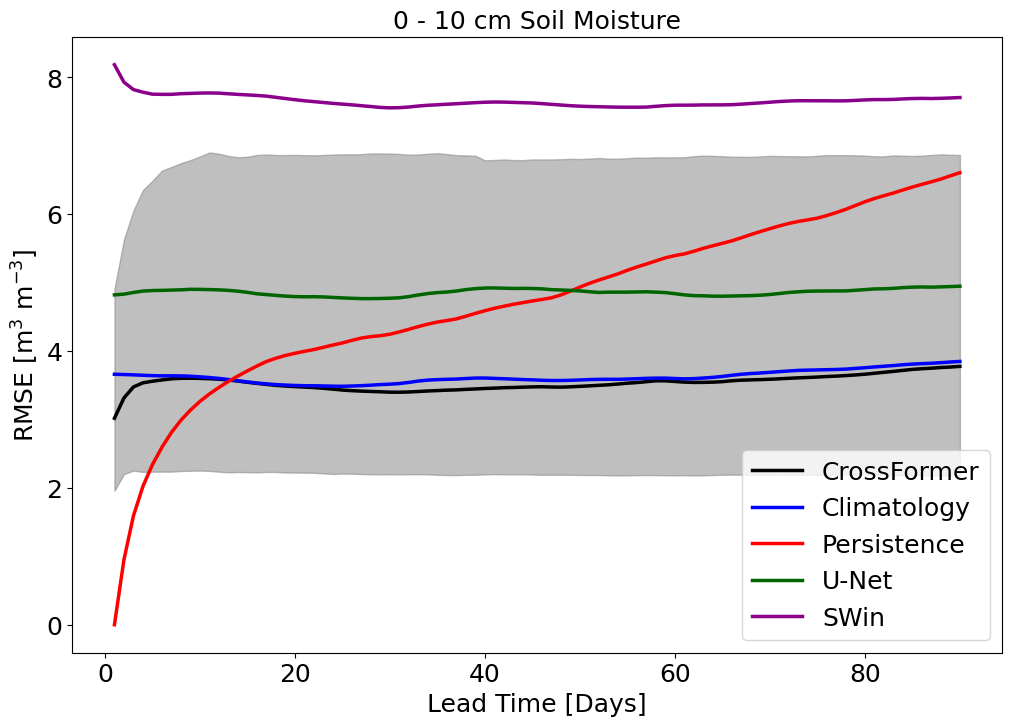 0 - 10 cm Soil Moisture
RMSE [m³ m⁻³]
8
6
4
2
0
0 20 40 60 80
Lead Time [Days]
CrossFormer
Climatology
Persistence
U-Net
SWin